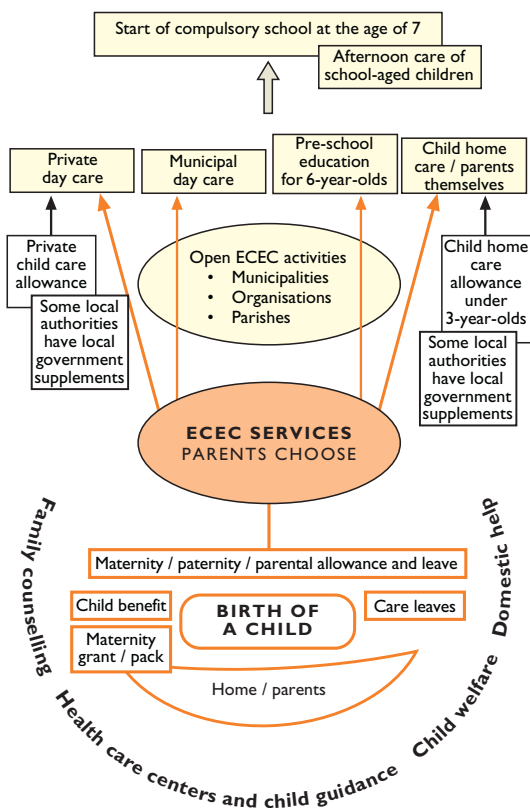 Start of compulsory school at the age of 7
Afternoon care of
school-aged children
Private
day care
Municipal
day care
Pre-school
education
for 6-year-olds
Child home
care / parents
themselves
Private
child care
allowance
Some local
authorities
have local
government
supplements
Open ECEC activities
• Municipalities
• Organisations
• Parishes
Child home
care
allowance
under
3-year-olds
Some local
authorities
have local
government
supplements
ECEC SERVICES
PARENTS CHOOSE
Maternity / paternity / parental allowance and leave
Child benefit
BIRTH OF
A CHILD
Care leaves
Maternity
grant / pack
Home / parents
Family counselling
Health care centers and child guidance
Child welfare
Domestic help